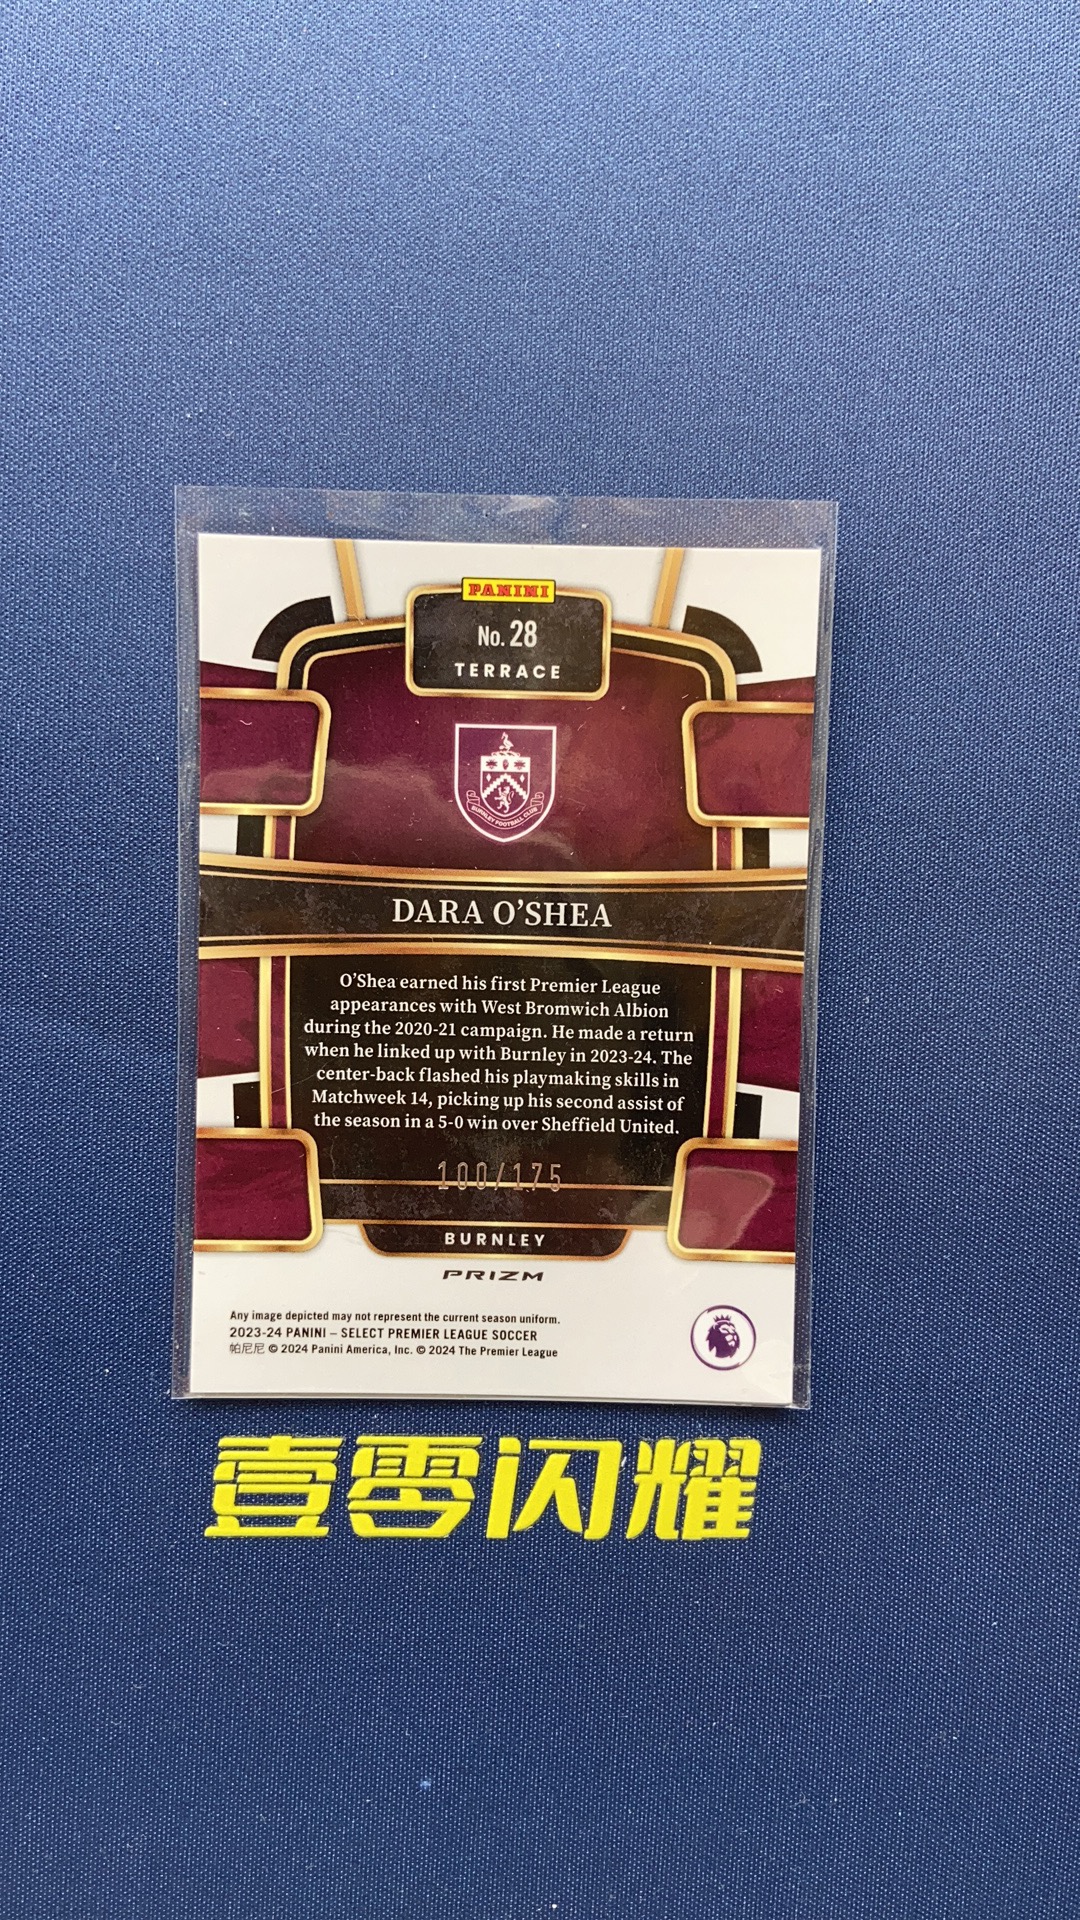 PANINI
No. 28
TERRACE
BURNLEY FOOTBALL CLUB
DARA O'SHEA
O'Shea earned his first Premier League
appearances with West Bromwich Albion
during the 2020-21 campaign. He made a return
when he linked up with Burnley in 2023-24. The
center-back flashed his playmaking skills in
Matchweek 14, picking up his second assist of
the season in a 5-0 win over Sheffield United.
100/175
BURNLEY
PRIZM
Any image depicted may not represent the current season uniform.
2023-24 PANINI – SELECT PREMIER LEAGUE SOCCER
帕尼尼 © 2024 Panini America, Inc. © 2024 The Premier League
壹零闪耀